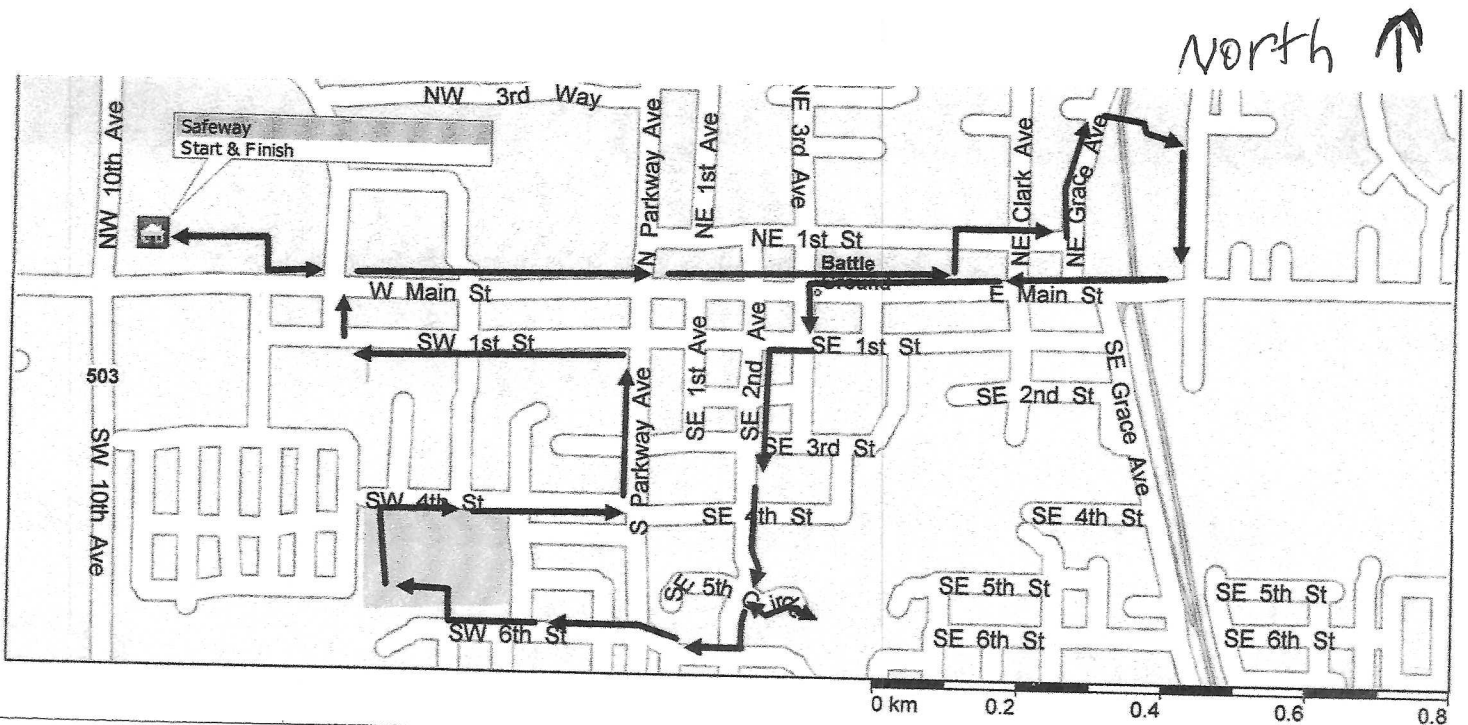 North
NW 3rd Way
NW 10th Ave
Safeway
Start & Finish
N Parkway Ave
NE 1st Ave
NE 3rd Ave
NE Clark Ave
NE Grace Ave
NE 1st St
Battle
Ground
W Main St
E Main St
SW 1st St
SE 1st Ave
SE 2nd Ave
SE 1st St
503
SE 2nd St
SE Grace Ave
SW 10th Ave
S Parkway Ave
SE 3rd St
SW 4th St
SE 4th St
SE 4th St
SE 5th Circle
SE 5th St
SE 5th St
SW 6th St
SE 6th St
SE 6th St
0 km 0.2 0.4 0.6 0.8